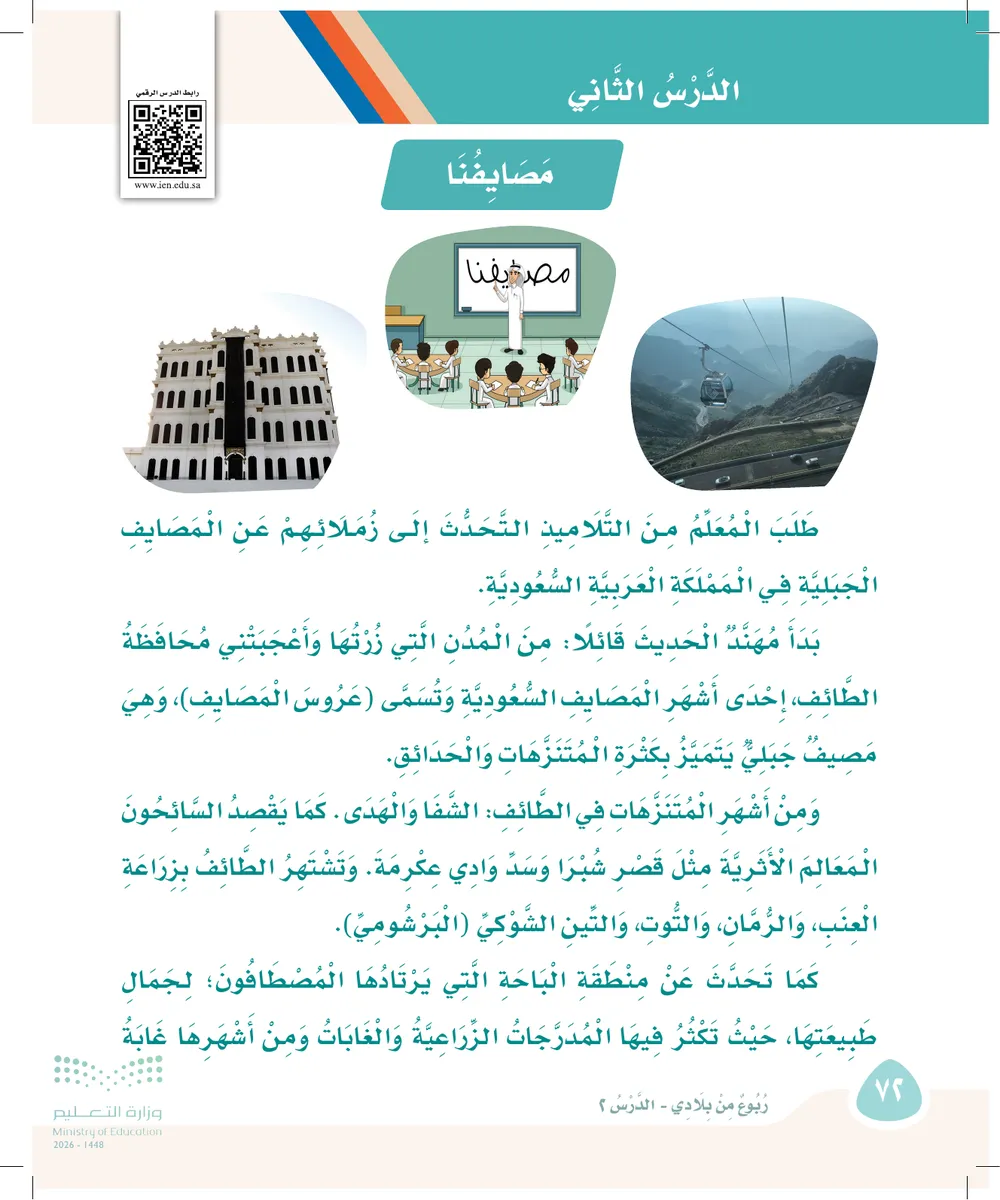 الدَّرْسُ الثَّانِي
رابط الدرس الرقمي
www.ien.edu.sa
مَصَايِفُنَا
مصايفنا
طَلَبَ الْمُعَلِّمُ مِنَ التَّلَامِيذِ التَّحَدُّثَ إِلَى زُمَلَائِهِمْ عَنِ الْمَصَايِفِ
الْجَبَلِيَّةِ فِي الْمَمْلَكَةِ الْعَرَبِيَّةِ السُّعُودِيَّةِ.
بَدَأَ مُهَنَّدٌ الْحَدِيثَ قَائِلًا: مِنَ الْمُدُنِ الَّتِي زُرْتُهَا وَأَعْجَبَتْنِي مُحَافَظَةُ
الطَّائِفِ، إِحْدَى أَشْهَرِ الْمَصَايِفِ السُّعُودِيَّةِ وَتُسَمَّى (عَرُوسَ الْمَصَايِفِ)، وَهِيَ
مَصِيفٌ جَبَلِيٌّ يَتَمَيَّزُ بِكَثْرَةِ الْمُتَنَزَّهَاتِ وَالْحَدَائِقِ.
وَمِنْ أَشْهَرِ الْمُتَنَزَّهَاتِ فِي الطَّائِفِ: الشَّفَا وَالْهَدَى. كَمَا يَقْصِدُ السَّائِحُونَ
الْمَعَالِمَ الْأَثَرِيَّةَ مِثْلَ قَصْرِ شُبْرَا وَسَدِّ وَادِي عِكْرِمَةَ. وَتَشْتَهِرُ الطَّائِفُ بِزِرَاعَةِ
الْعِنَبِ، وَالرُّمَّانِ، وَالتُّوتِ، وَالتِّينِ الشَّوْكِيِّ (الْبَرْشُومِيِّ).
كَمَا تَحَدَّثَ عَنْ مِنْطَقَةِ الْبَاحَةِ الَّتِي يَرْتَادُهَا الْمُصْطَافُونَ؛ لِجَمَالِ
طَبِيعَتِهَا، حَيْثُ تَكْثُرُ فِيهَا الْمُدَرَّجَاتُ الزِّرَاعِيَّةُ وَالْغَابَاتُ وَمِنْ أَشْهَرِهَا غَابَةُ
٧٢
رُبُوعٌ مِنْ بِلَادِي - الدَّرْسُ ٢
وزارة التعـليم
Ministry of Education
2026 - 1448